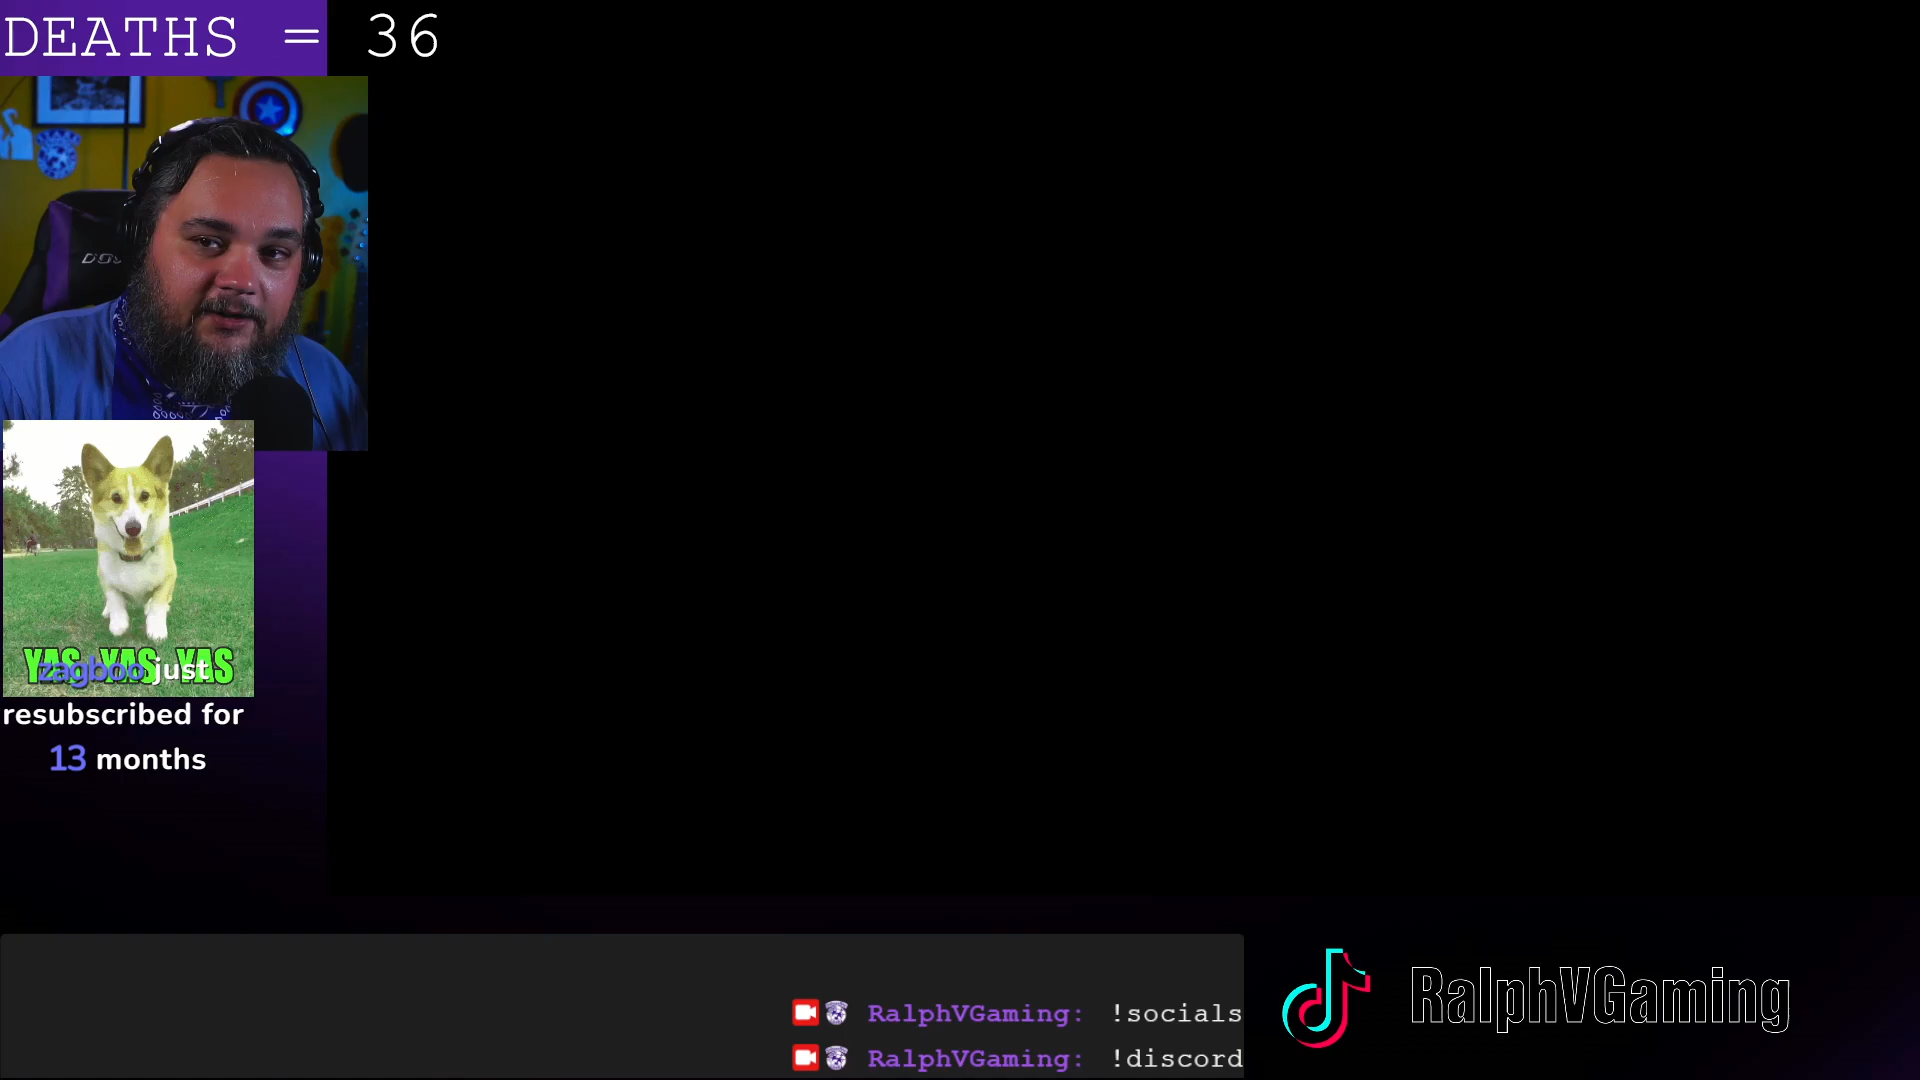 DEATHS = 36
YAS YAS YAS
zagboo just
resubscribed for
13 months
RalphVGaming: !socials
RalphVGaming: !discord
RalphVGaming